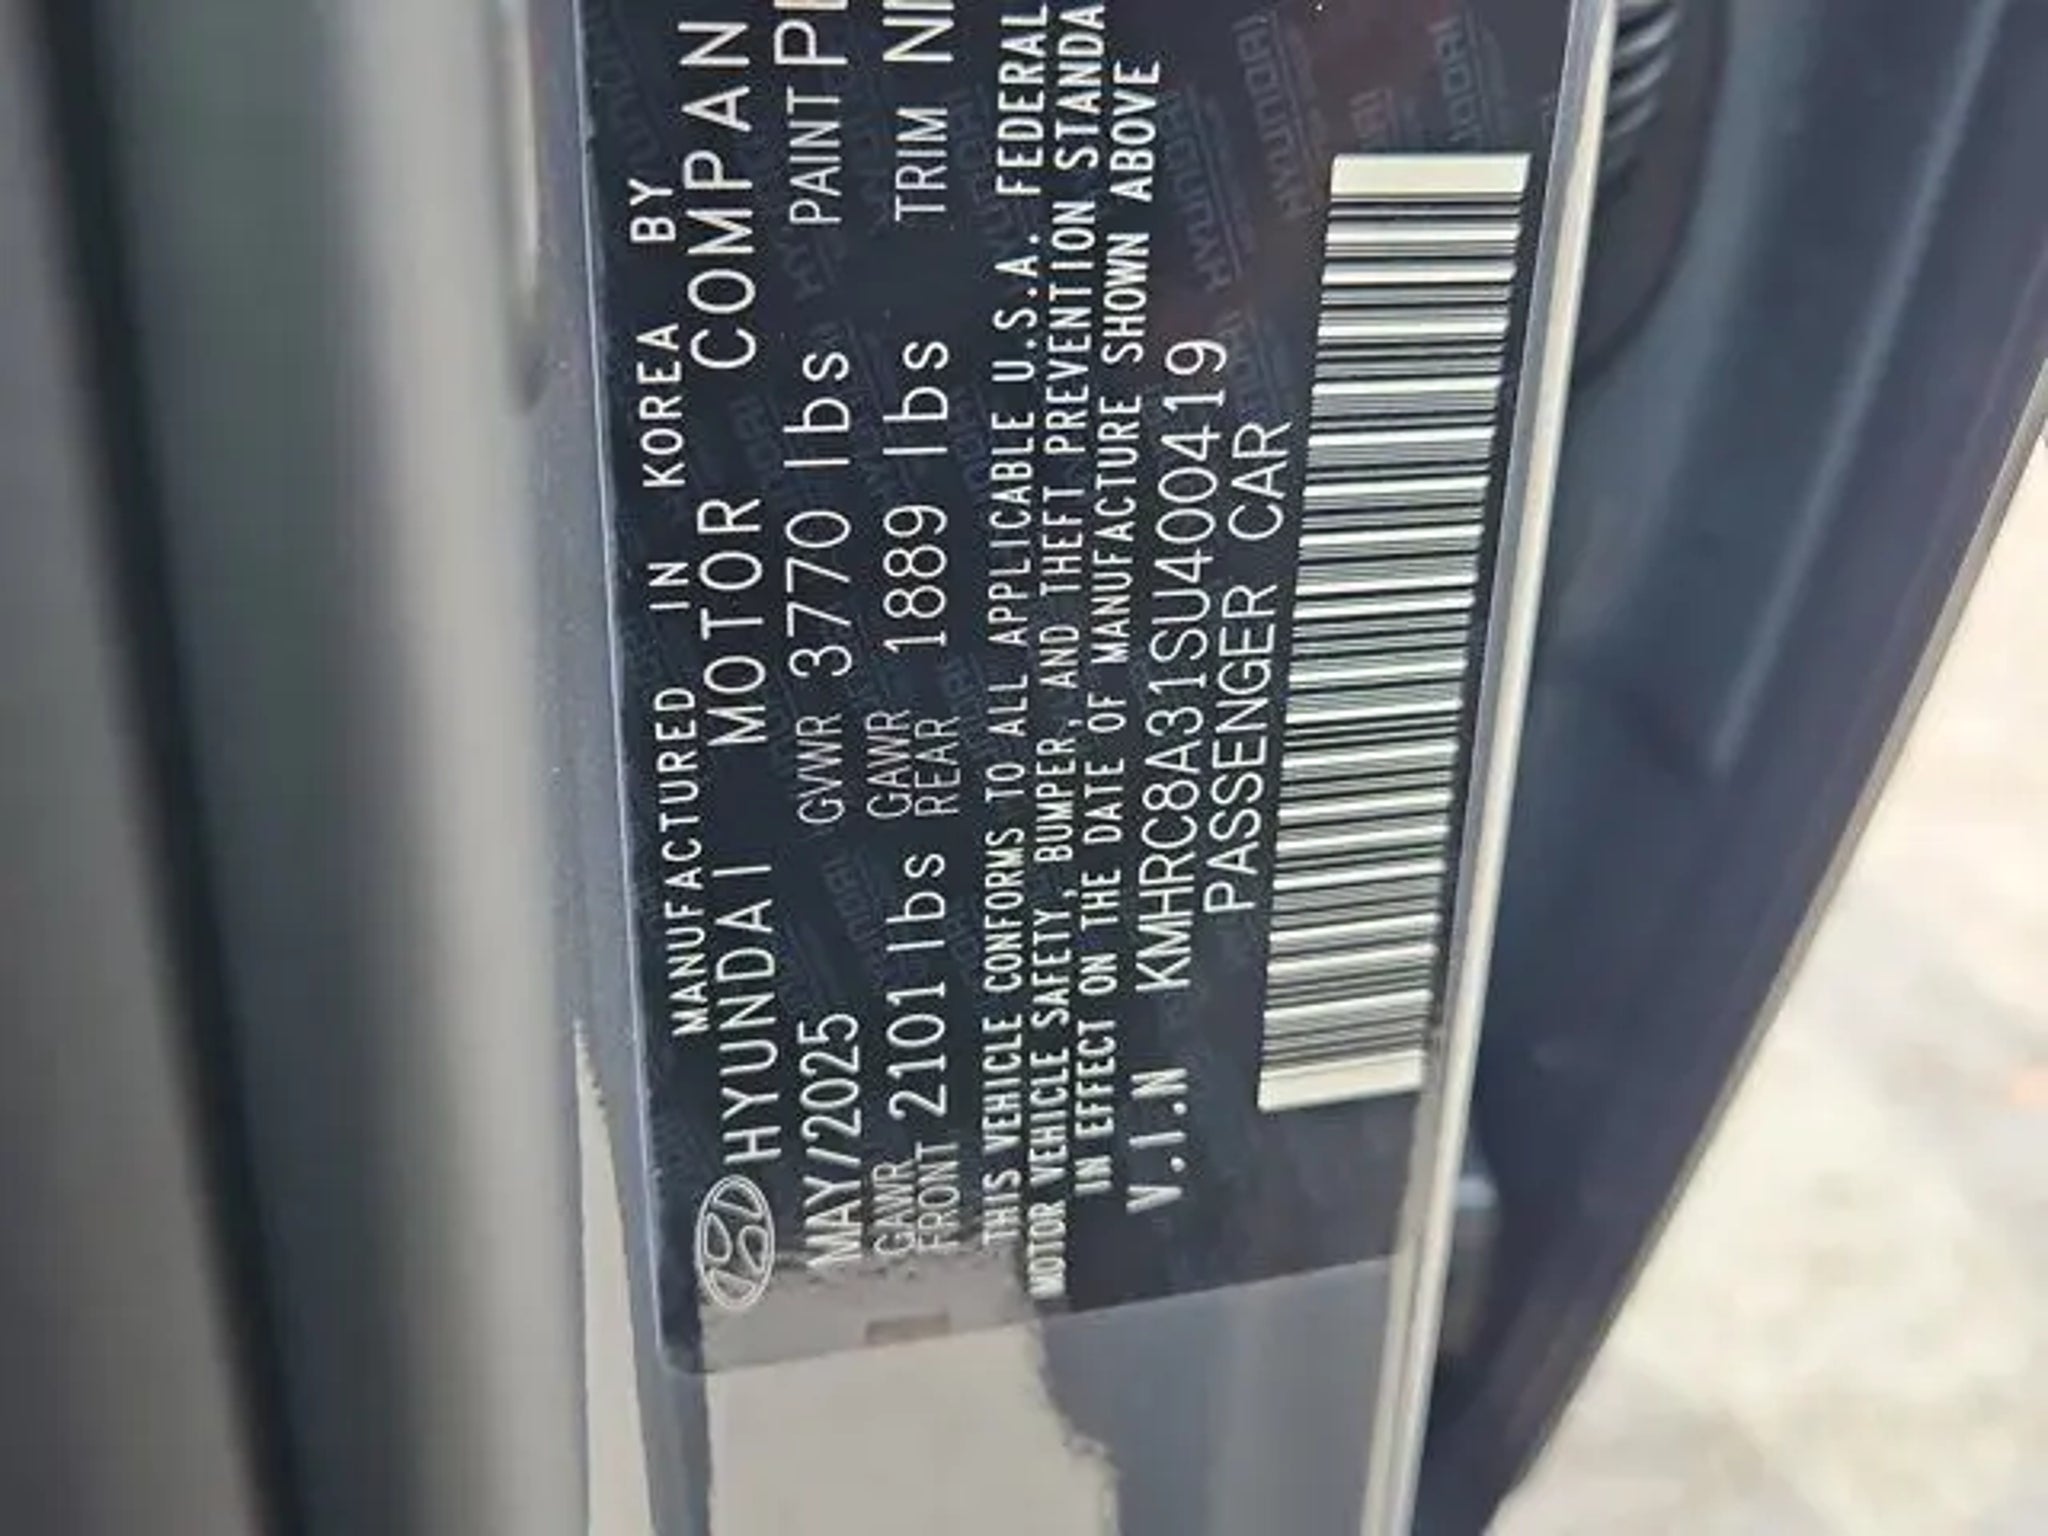 MANUFACTURED IN KOREA BY
HYUNDAI MOTOR COMPAN
MAY/2025 GVWR 3770 lbs PAINT
GAWR FRONT 2101 lbs GAWR REAR 1889 lbs TRIM
THIS VEHICLE CONFORMS TO ALL APPLICABLE U.S.A. FEDERAL
MOTOR VEHICLE SAFETY, BUMPER, AND THEFT PREVENTION STANDA
IN EFFECT ON THE DATE OF MANUFACTURE SHOWN ABOVE
V.I.N KMHRC8A31SU400419
PASSENGER CAR